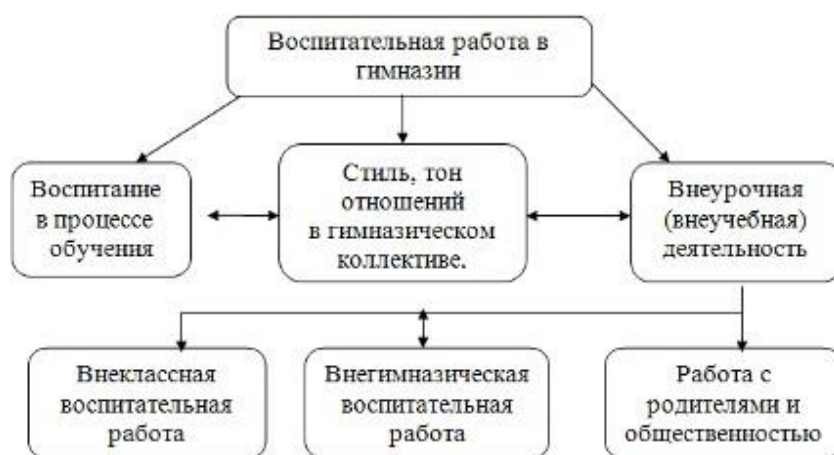 Воспитательная работа в
гимназии
Воспитание
в процессе
обучения
Стиль, тон
отношений
в гимназическом
коллективе.
Внеурочная
(внеучебная)
деятельность
Внеклассная
воспитательная
работа
Внегимназическая
воспитательная
работа
Работа с
родителями и
общественностью